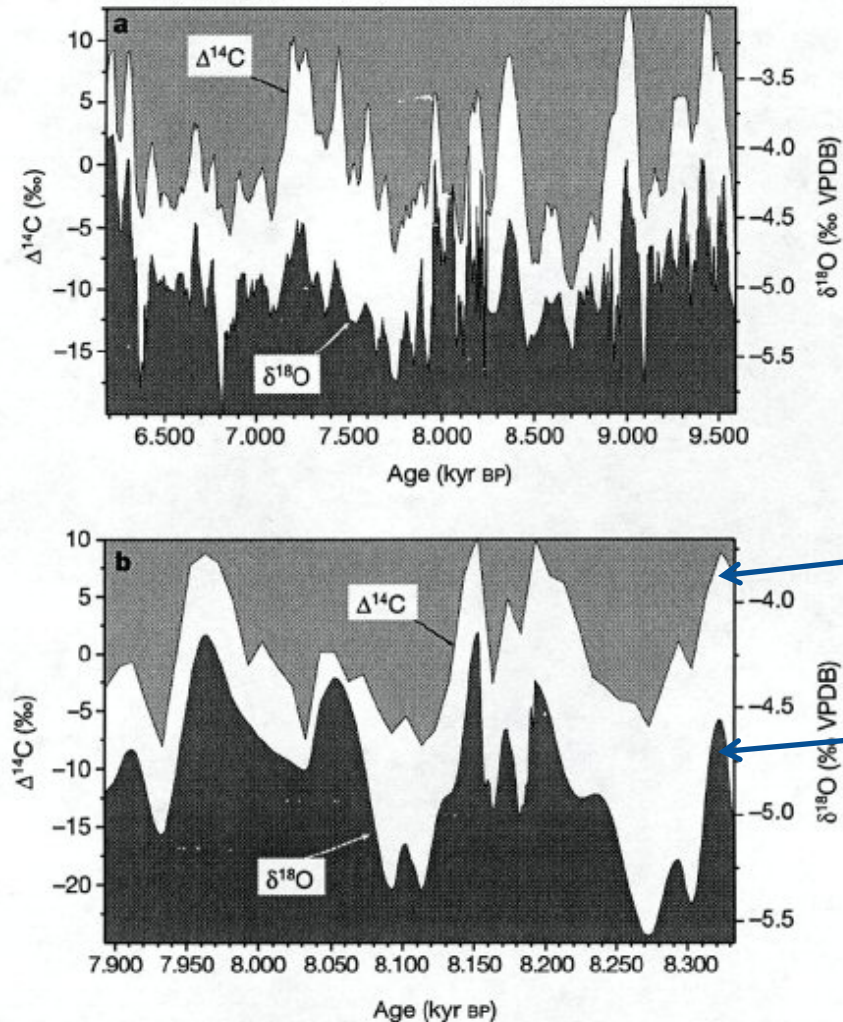 a
Δ¹⁴C
10
5
0
−5
−10
−15
Δ¹⁴C (‰)
−3.5
−4.0
−4.5
−5.0
−5.5
δ¹⁸O (‰ VPDB)
δ¹⁸O
6.500 7.000 7.500 8.000 8.500 9.000 9.500
Age (kyr BP)
b
Δ¹⁴C
10
5
0
−5
−10
−15
−20
Δ¹⁴C (‰)
−4.0
−4.5
−5.0
−5.5
δ¹⁸O (‰ VPDB)
δ¹⁸O
7.900 7.950 8.000 8.050 8.100 8.150 8.200 8.250 8.300
Age (kyr BP)